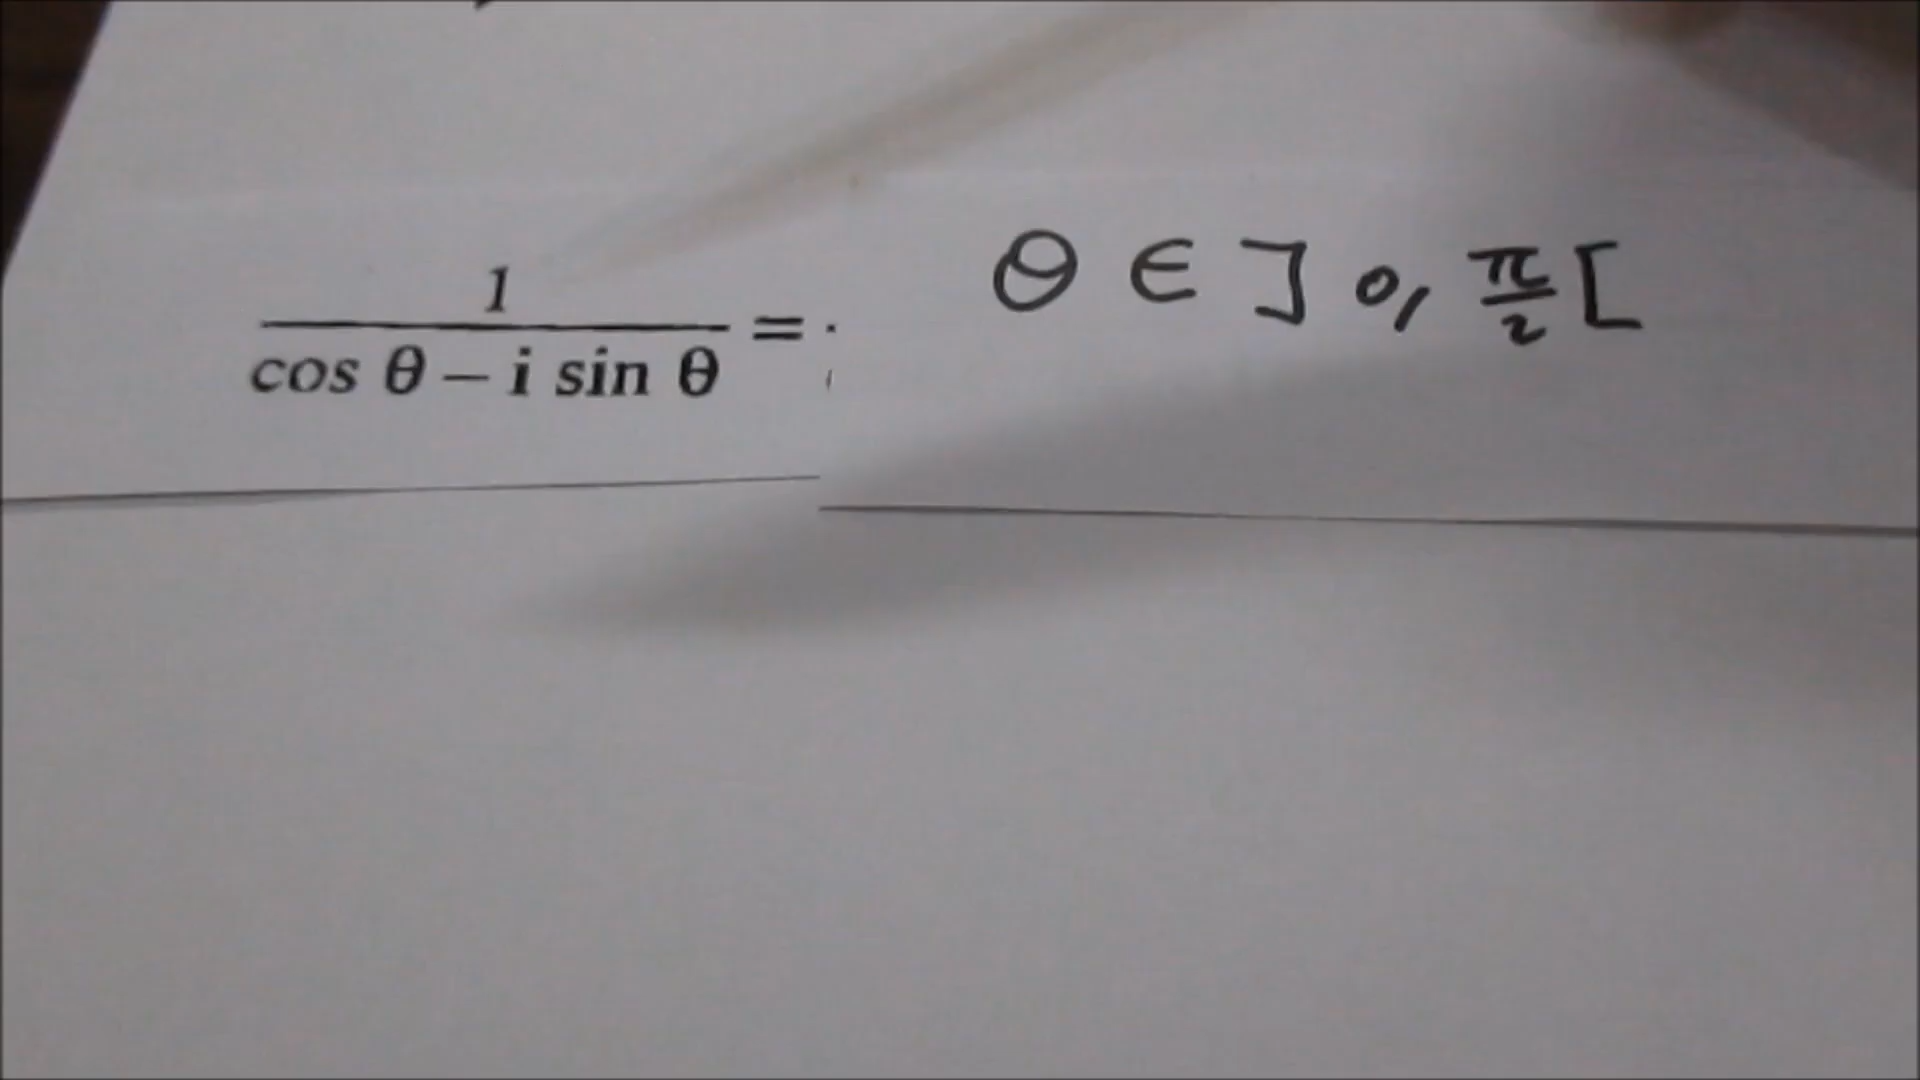 1
cos θ – i sin θ
=
θ ∈ ] 0, π/2 [